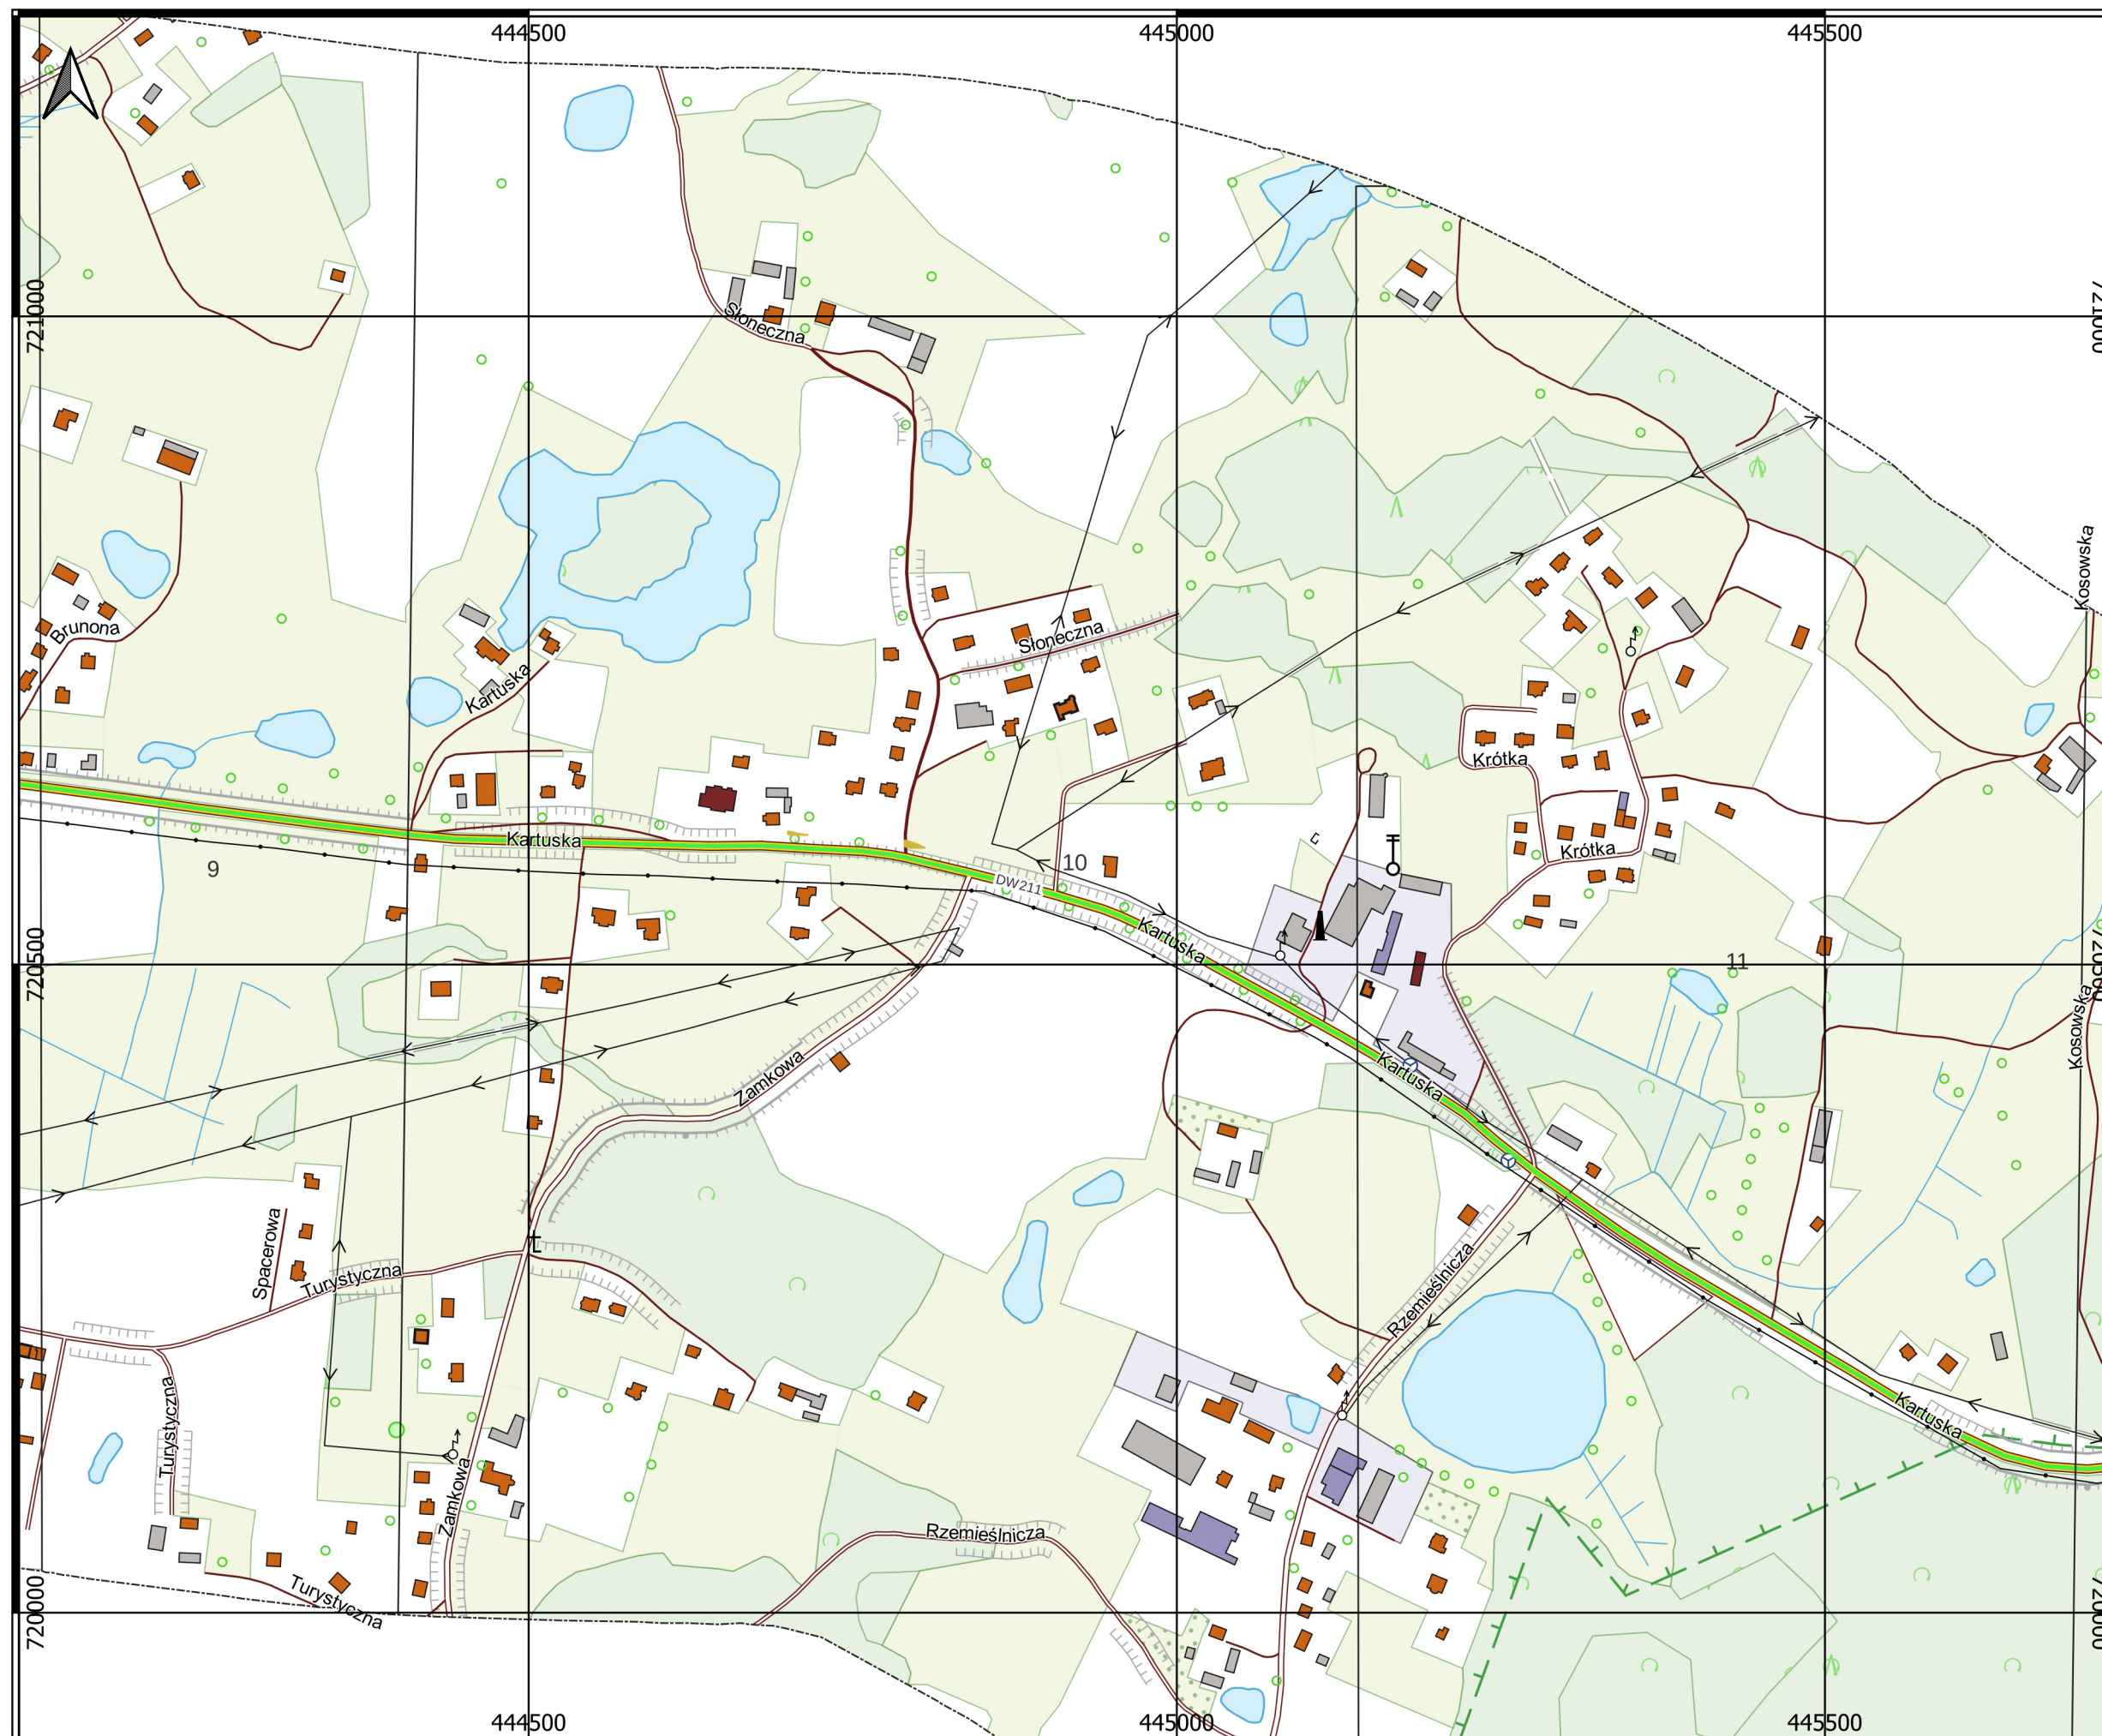 444500
445000
445500
721000
721000
Słoneczna
Kosowska
Brunona
Słoneczna
Kartuska
Krótka
Kartuska
Krótka
9
10
DW211
Kartuska
11
720500
720500
Kosowska
Zamkowa
Kartuska
Spacerowa
Turystyczna
Rzemieślnicza
Turystyczna
Kartuska
Zamkowa
Rzemieślnicza
720000
720000
Turystyczna
444500
445000
445500